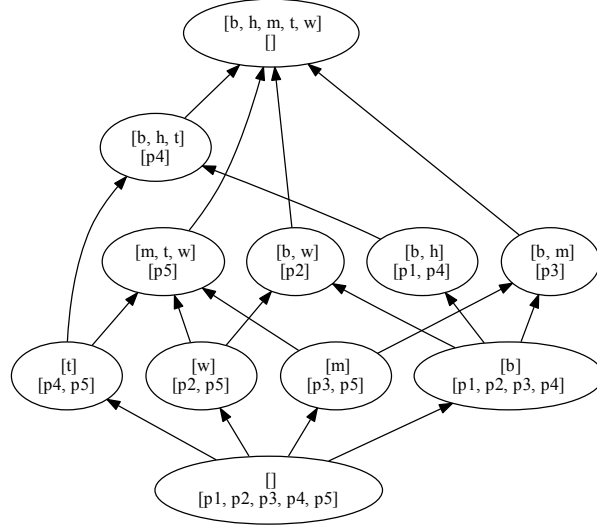 [b, h, m, t, w]
[]
[b, h, t]
[p4]
[m, t, w]
[p5]
[b, w]
[p2]
[b, h]
[p1, p4]
[b, m]
[p3]
[t]
[p4, p5]
[w]
[p2, p5]
[m]
[p3, p5]
[b]
[p1, p2, p3, p4]
[]
[p1, p2, p3, p4, p5]